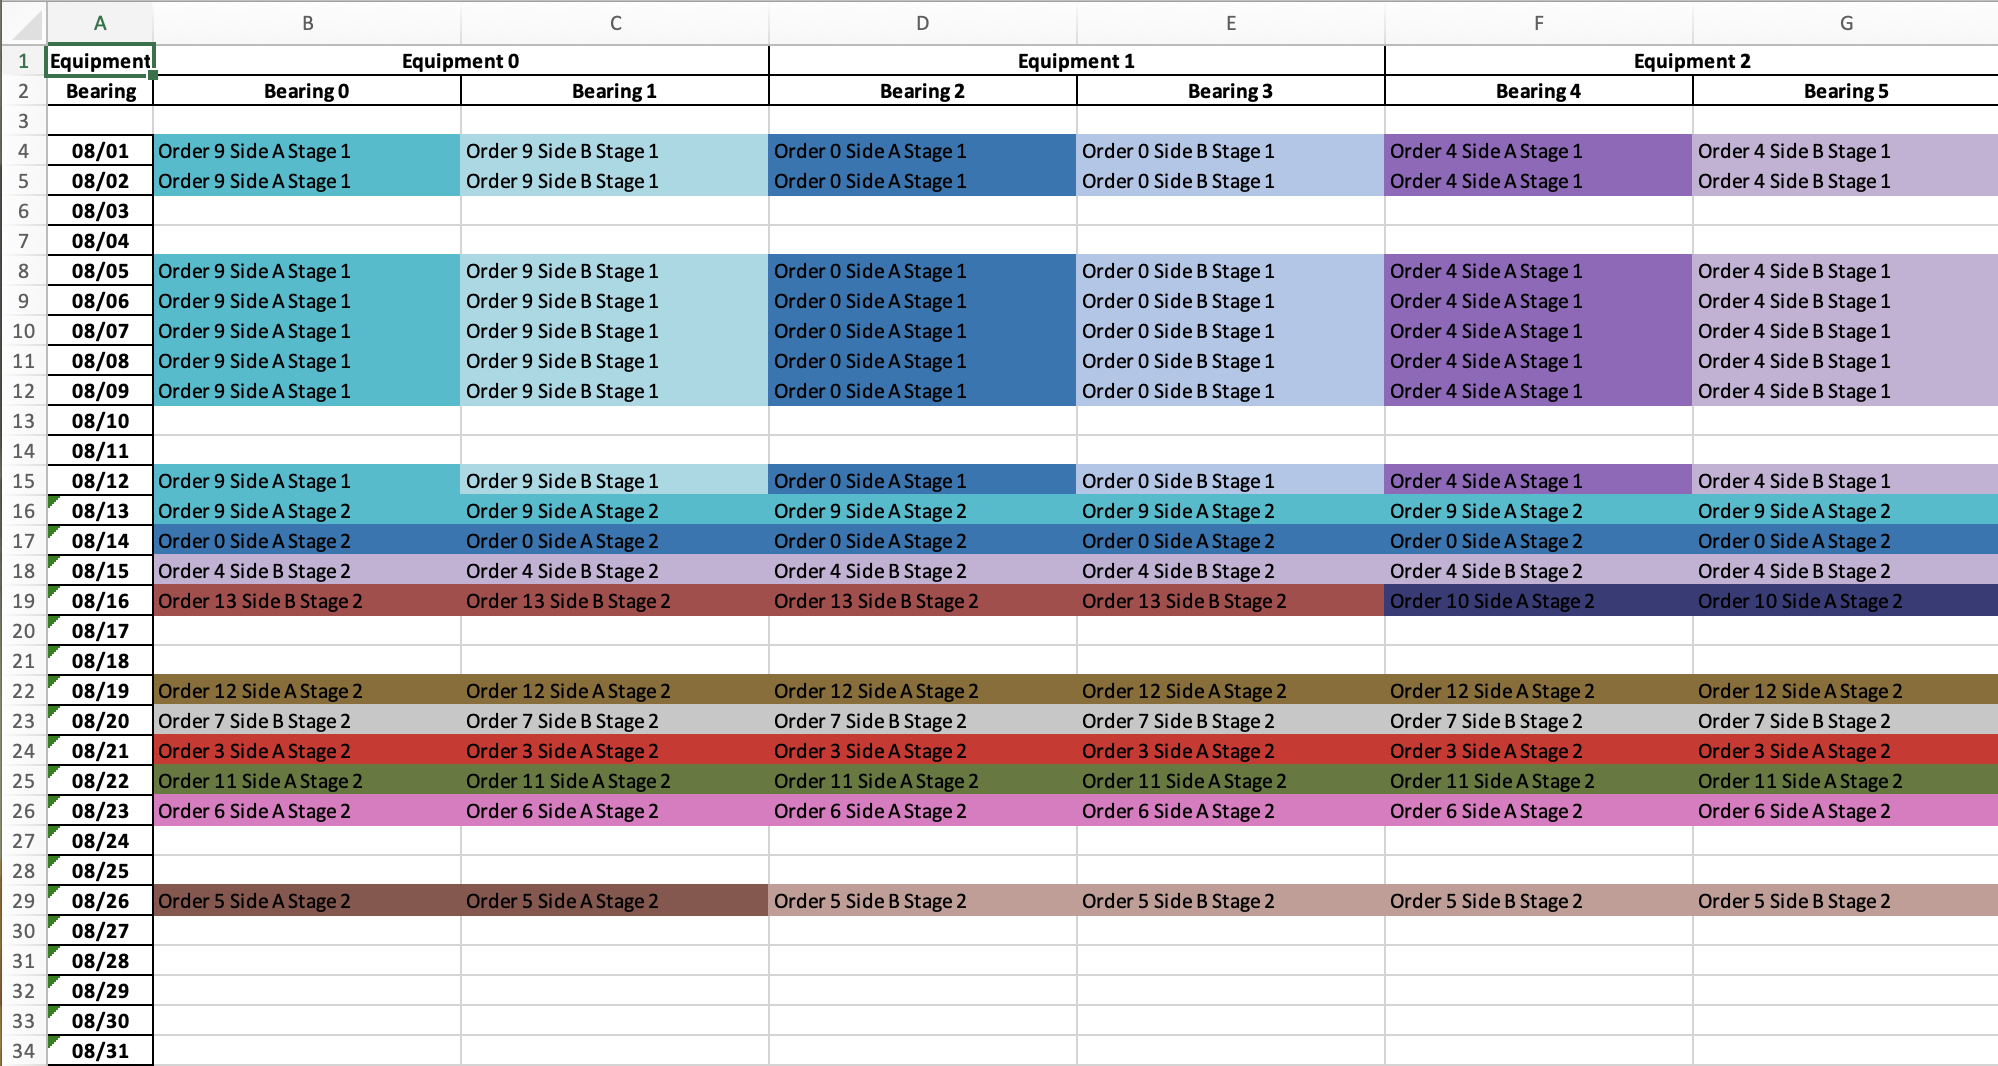 A B C D E F G
1 Equipment Equipment 0 Equipment 1 Equipment 2
2 Bearing Bearing 0 Bearing 1 Bearing 2 Bearing 3 Bearing 4 Bearing 5
3
4 08/01 Order 9 Side A Stage 1 Order 9 Side B Stage 1 Order 0 Side A Stage 1 Order 0 Side B Stage 1 Order 4 Side A Stage 1 Order 4 Side B Stage 1
5 08/02 Order 9 Side A Stage 1 Order 9 Side B Stage 1 Order 0 Side A Stage 1 Order 0 Side B Stage 1 Order 4 Side A Stage 1 Order 4 Side B Stage 1
6 08/03
7 08/04
8 08/05 Order 9 Side A Stage 1 Order 9 Side B Stage 1 Order 0 Side A Stage 1 Order 0 Side B Stage 1 Order 4 Side A Stage 1 Order 4 Side B Stage 1
9 08/06 Order 9 Side A Stage 1 Order 9 Side B Stage 1 Order 0 Side A Stage 1 Order 0 Side B Stage 1 Order 4 Side A Stage 1 Order 4 Side B Stage 1
10 08/07 Order 9 Side A Stage 1 Order 9 Side B Stage 1 Order 0 Side A Stage 1 Order 0 Side B Stage 1 Order 4 Side A Stage 1 Order 4 Side B Stage 1
11 08/08 Order 9 Side A Stage 1 Order 9 Side B Stage 1 Order 0 Side A Stage 1 Order 0 Side B Stage 1 Order 4 Side A Stage 1 Order 4 Side B Stage 1
12 08/09 Order 9 Side A Stage 1 Order 9 Side B Stage 1 Order 0 Side A Stage 1 Order 0 Side B Stage 1 Order 4 Side A Stage 1 Order 4 Side B Stage 1
13 08/10
14 08/11
15 08/12 Order 9 Side A Stage 1 Order 9 Side B Stage 1 Order 0 Side A Stage 1 Order 0 Side B Stage 1 Order 4 Side A Stage 1 Order 4 Side B Stage 1
16 08/13 Order 9 Side A Stage 2 Order 9 Side A Stage 2 Order 9 Side A Stage 2 Order 9 Side A Stage 2 Order 9 Side A Stage 2 Order 9 Side A Stage 2
17 08/14 Order 0 Side A Stage 2 Order 0 Side A Stage 2 Order 0 Side A Stage 2 Order 0 Side A Stage 2 Order 0 Side A Stage 2 Order 0 Side A Stage 2
18 08/15 Order 4 Side B Stage 2 Order 4 Side B Stage 2 Order 4 Side B Stage 2 Order 4 Side B Stage 2 Order 4 Side B Stage 2 Order 4 Side B Stage 2
19 08/16 Order 13 Side B Stage 2 Order 13 Side B Stage 2 Order 13 Side B Stage 2 Order 13 Side B Stage 2 Order 10 Side A Stage 2 Order 10 Side A Stage 2
20 08/17
21 08/18
22 08/19 Order 12 Side A Stage 2 Order 12 Side A Stage 2 Order 12 Side A Stage 2 Order 12 Side A Stage 2 Order 12 Side A Stage 2 Order 12 Side A Stage 2
23 08/20 Order 7 Side B Stage 2 Order 7 Side B Stage 2 Order 7 Side B Stage 2 Order 7 Side B Stage 2 Order 7 Side B Stage 2 Order 7 Side B Stage 2
24 08/21 Order 3 Side A Stage 2 Order 3 Side A Stage 2 Order 3 Side A Stage 2 Order 3 Side A Stage 2 Order 3 Side A Stage 2 Order 3 Side A Stage 2
25 08/22 Order 11 Side A Stage 2 Order 11 Side A Stage 2 Order 11 Side A Stage 2 Order 11 Side A Stage 2 Order 11 Side A Stage 2 Order 11 Side A Stage 2
26 08/23 Order 6 Side A Stage 2 Order 6 Side A Stage 2 Order 6 Side A Stage 2 Order 6 Side A Stage 2 Order 6 Side A Stage 2 Order 6 Side A Stage 2
27 08/24
28 08/25
29 08/26 Order 5 Side A Stage 2 Order 5 Side A Stage 2 Order 5 Side B Stage 2 Order 5 Side B Stage 2 Order 5 Side B Stage 2 Order 5 Side B Stage 2
30 08/27
31 08/28
32 08/29
33 08/30
34 08/31